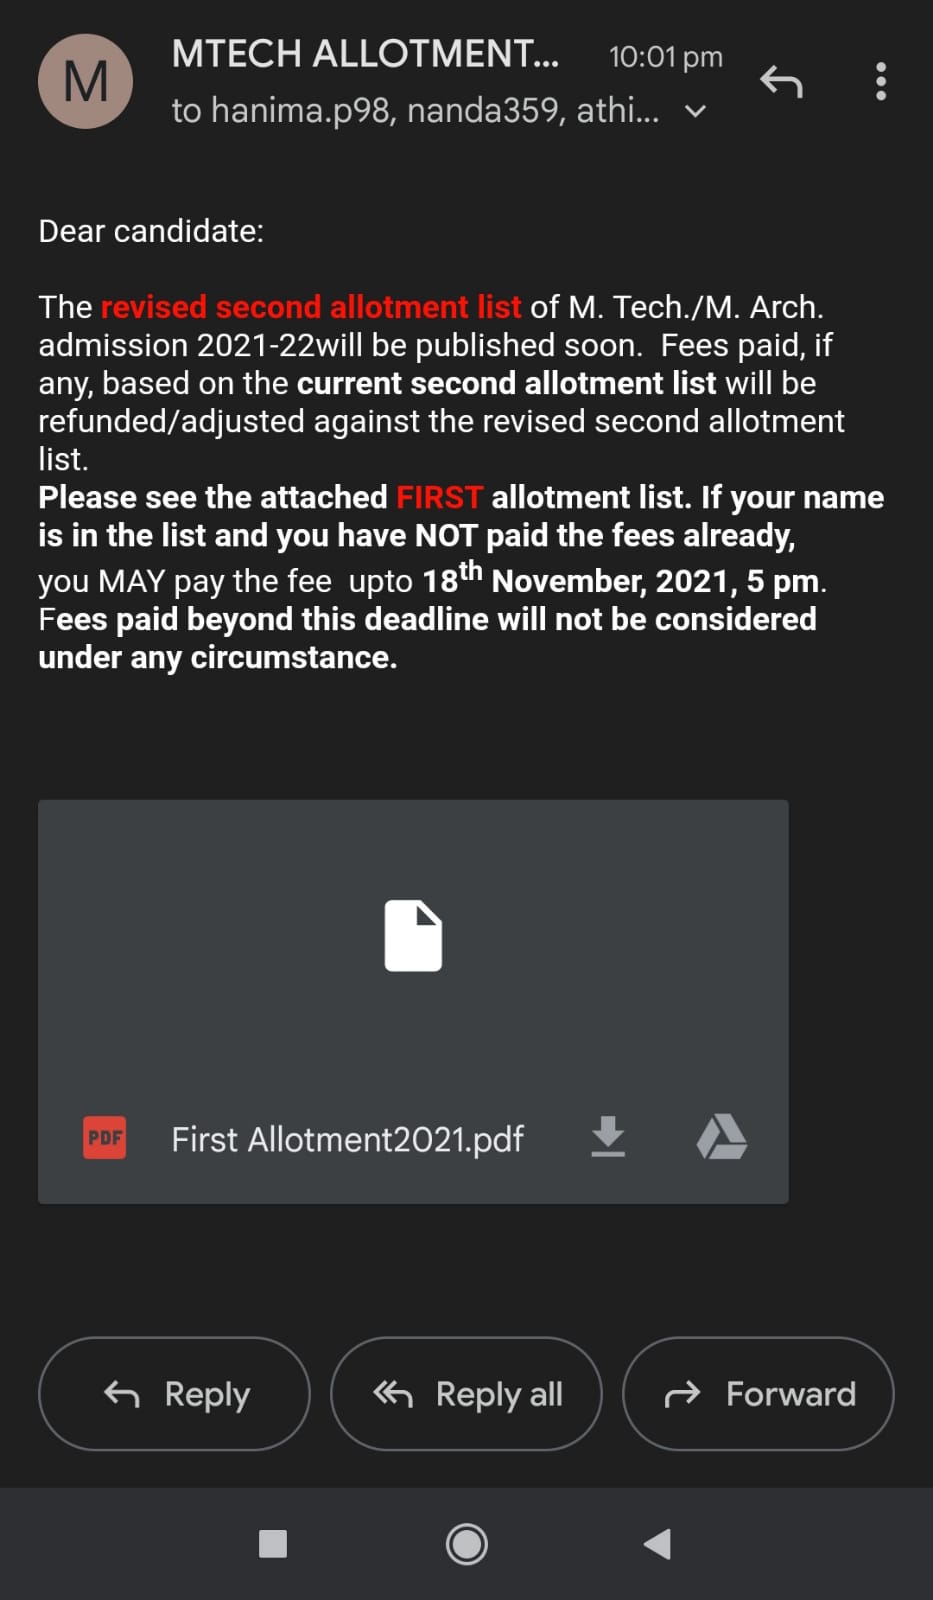 M
MTECH ALLOTMENT...
10:01 pm
to hanima.p98, nanda359, athi...
Dear candidate:
The revised second allotment list of M. Tech./M. Arch.
admission 2021-22will be published soon.  Fees paid, if
any, based on the current second allotment list will be
refunded/adjusted against the revised second allotment
list.
Please see the attached FIRST allotment list. If your name
is in the list and you have NOT paid the fees already,
you MAY pay the fee  upto 18th November, 2021, 5 pm.
Fees paid beyond this deadline will not be considered
under any circumstance.
PDF
First Allotment2021.pdf
Reply
Reply all
Forward